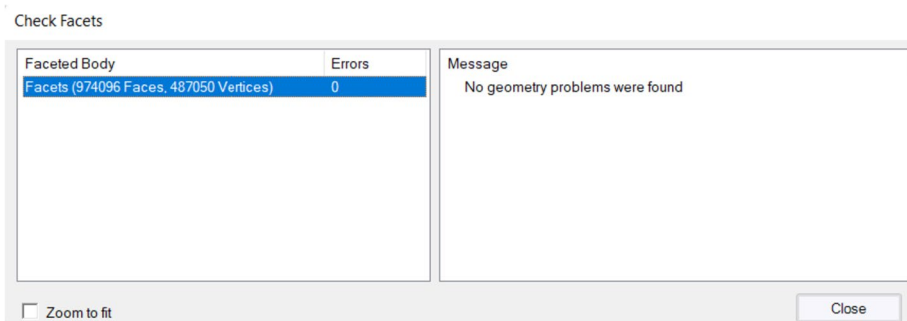 Check Facets
Faceted Body Errors Message
Facets (974096 Faces, 487050 Vertices) 0 No geometry problems were found
Zoom to fit Close